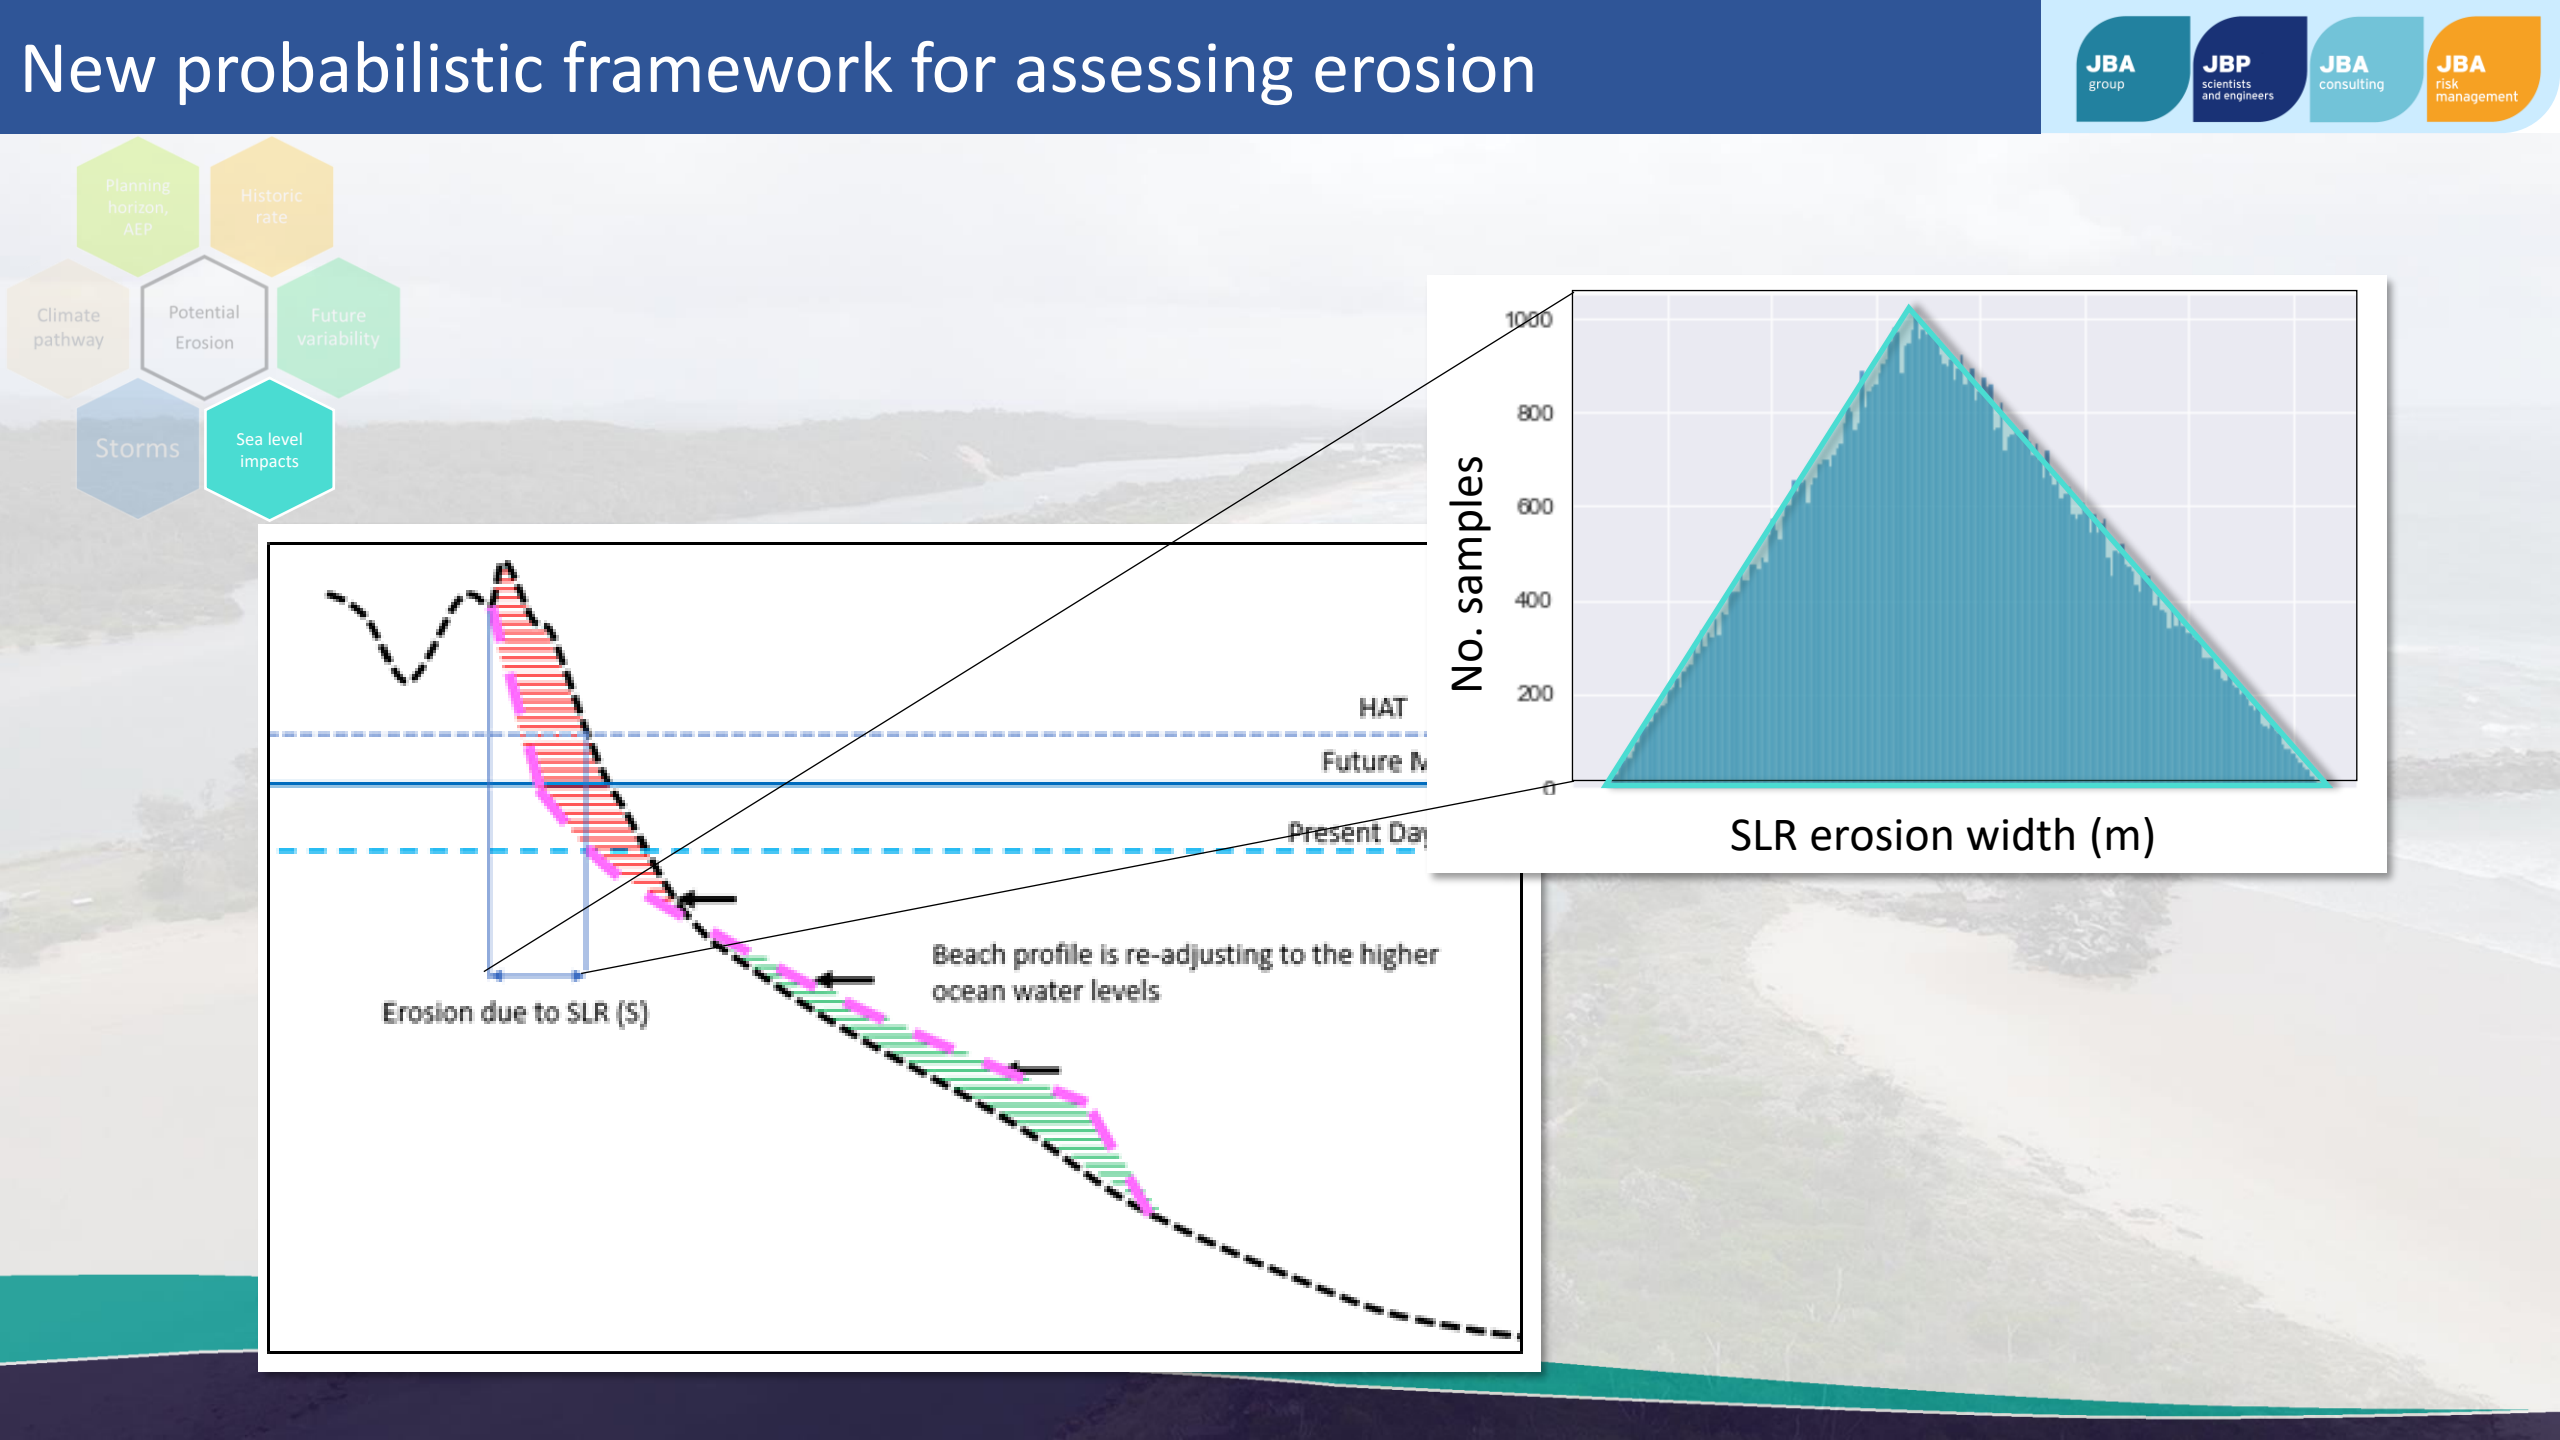 New probabilistic framework for assessing erosion
JBA
group
JBP
scientists
and engineers
JBA
consulting
JBA
risk
management
Planning
horizon,
AEP
Historic
rate
Climate
pathway
Potential
Erosion
Future
variability
Storms
Sea level
impacts
HAT
Future
Present Day
Beach profile is re-adjusting to the higher
ocean water levels
Erosion due to SLR (S)
1000
800
600
400
200
0
No. samples
SLR erosion width (m)